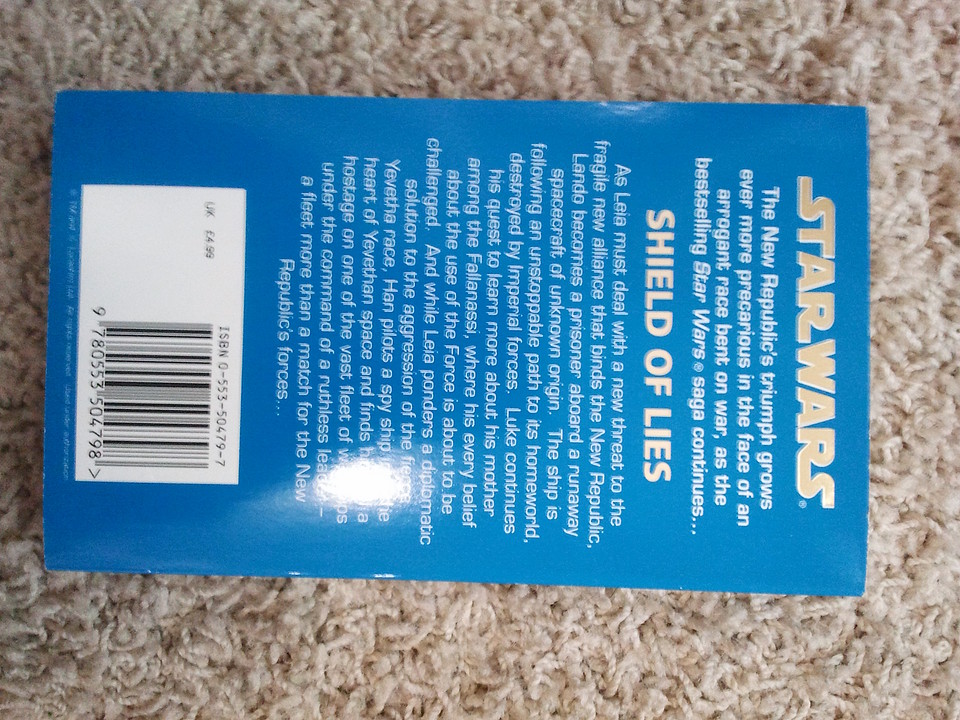 STAR WARS®
The New Republic's triumph grows
ever more precarious in the face of an
arrogant race bent on war, as the
bestselling Star Wars® saga continues...
SHIELD OF LIES
As Leia must deal with a new threat to the
fragile new alliance that binds the New Republic,
Lando becomes a prisoner aboard a runaway
spacecraft of unknown origin. The ship is
following an unstoppable path to its homeworld,
destroyed by Imperial forces. Luke continues
his quest to learn more about his mother
among the Fallanassi, where his every belief
about the use of the Force is about to be
challenged. And while Leia ponders a diplomatic
solution to the aggression of the
Yevetha race, Han pilots a spy ship
heart of Yevethan space and finds a
hostage on one of the vast fleet of
under the command of a ruthless
a fleet more than a match for the New
Republic's forces...
UK £4.99
ISBN 0-553-50479-7
9 780553 504798 >